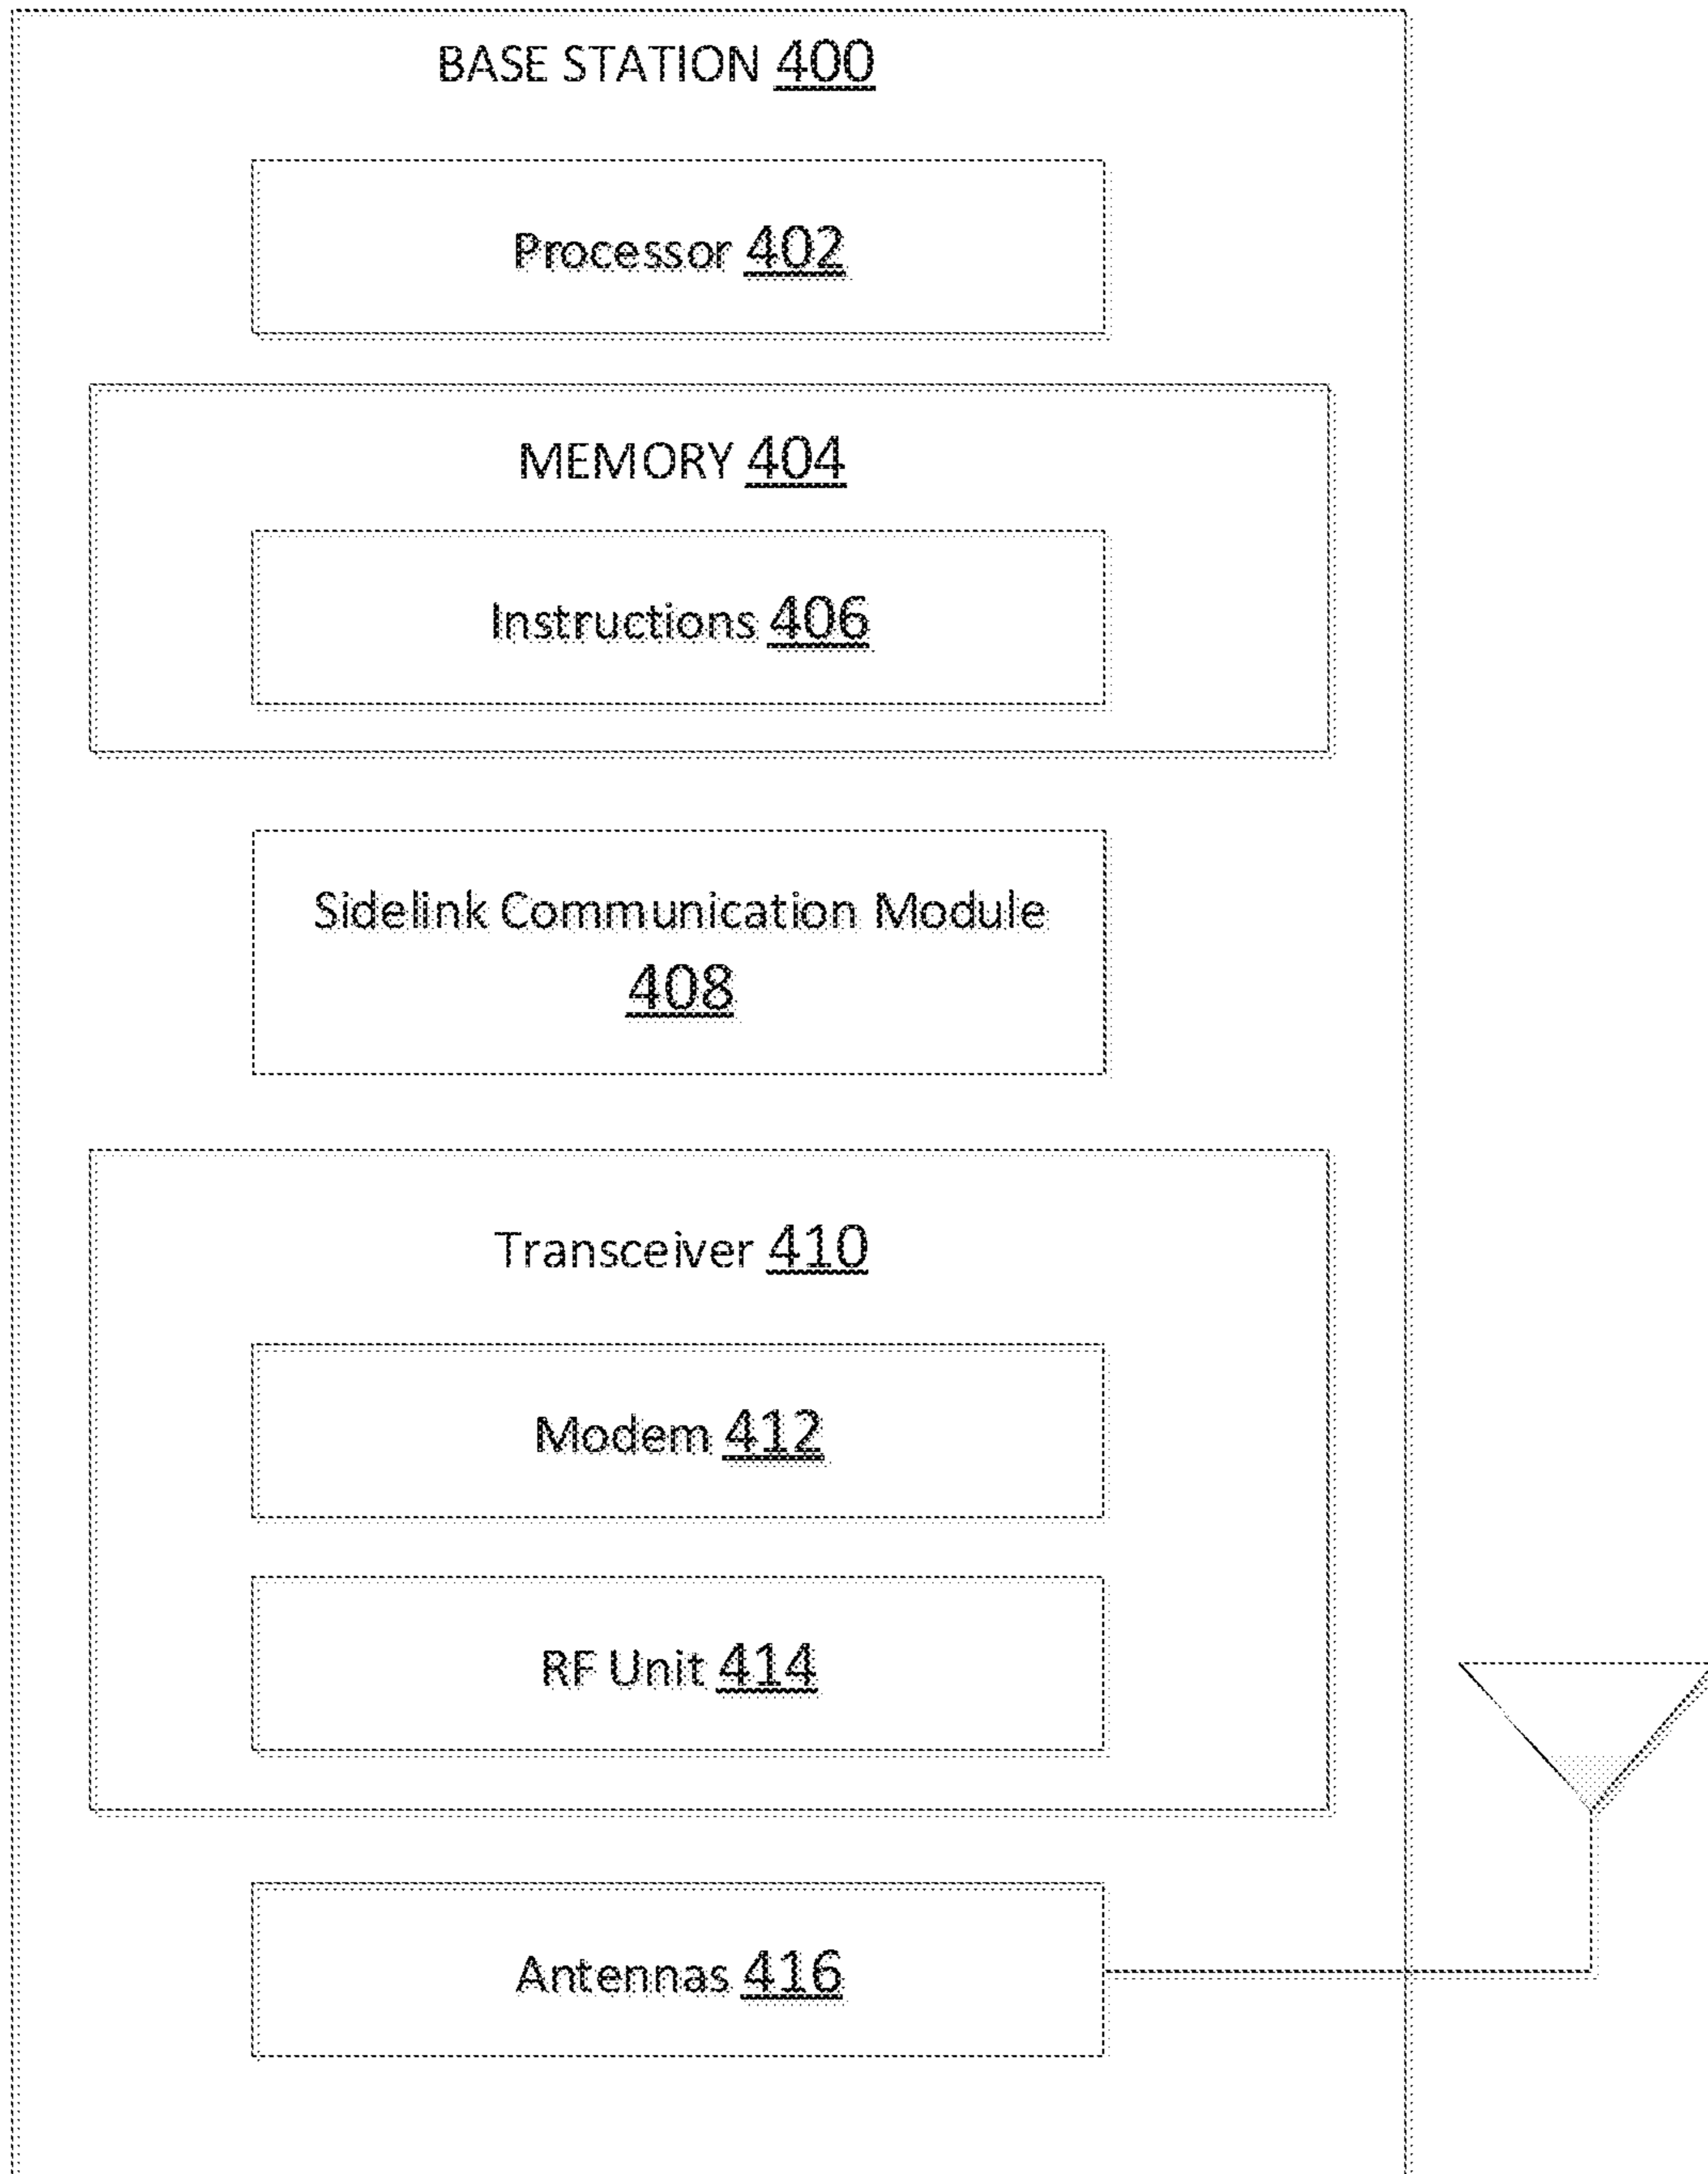 BASE STATION 400
Processor 402
MEMORY 404
Instructions 406
Sidelink Communication Module
408
Transceiver 410
Modem 412
RF Unit 414
Antennas 416